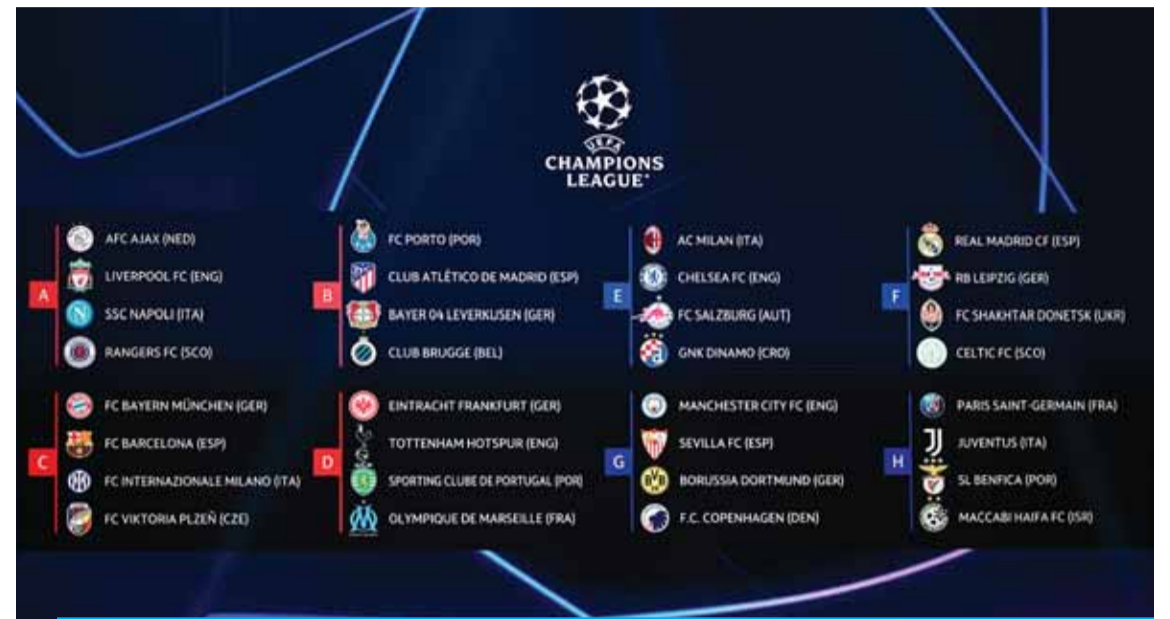 UEFA
CHAMPIONS
LEAGUE
A
AFC AJAX (NED)
LIVERPOOL FC (ENG)
SSC NAPOLI (ITA)
RANGERS FC (SCO)
B
FC PORTO (POR)
CLUB ATLÉTICO DE MADRID (ESP)
BAYER 04 LEVERKUSEN (GER)
CLUB BRUGGE (BEL)
E
AC MILAN (ITA)
CHELSEA FC (ENG)
FC SALZBURG (AUT)
GNK DINAMO (CRO)
F
REAL MADRID CF (ESP)
RB LEIPZIG (GER)
FC SHAKHTAR DONETSK (UKR)
CELTIC FC (SCO)
C
FC BAYERN MÜNCHEN (GER)
FC BARCELONA (ESP)
FC INTERNAZIONALE MILANO (ITA)
FC VIKTORIA PLZEŇ (CZE)
D
EINTRACHT FRANKFURT (GER)
TOTTENHAM HOTSPUR (ENG)
SPORTING CLUBE DE PORTUGAL (POR)
OLYMPIQUE DE MARSEILLE (FRA)
G
MANCHESTER CITY FC (ENG)
SEVILLA FC (ESP)
BORUSSIA DORTMUND (GER)
F.C. COPENHAGEN (DEN)
H
PARIS SAINT-GERMAIN (FRA)
JUVENTUS (ITA)
SL BENFICA (POR)
MACCABI HAIFA FC (ISR)